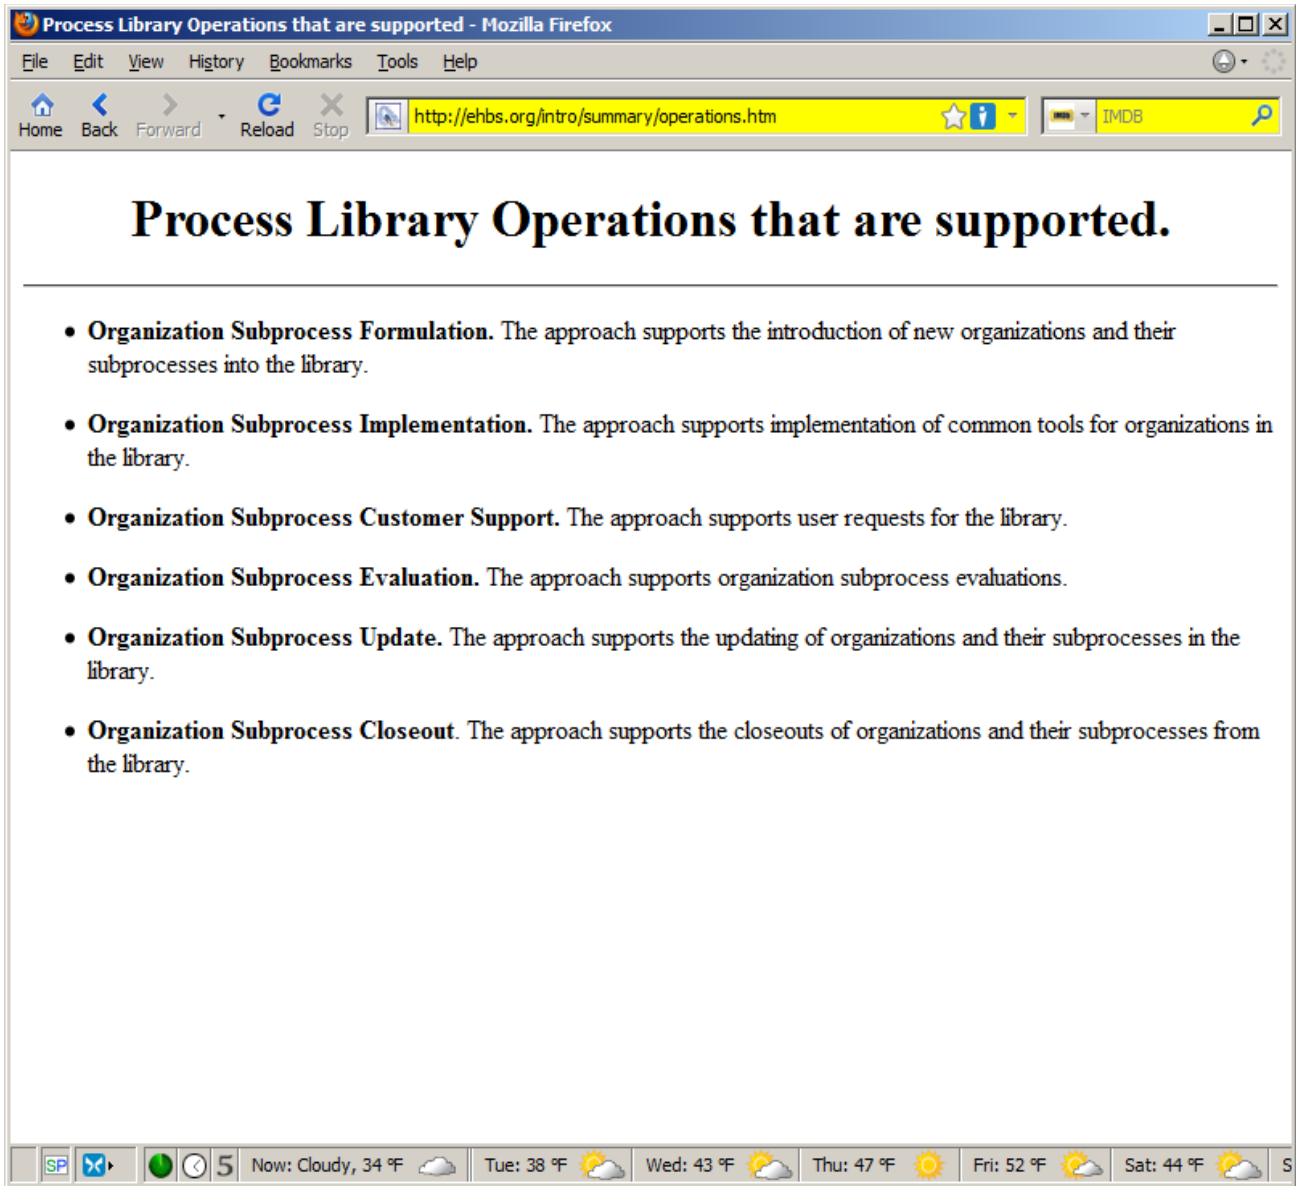 Process Library Operations that are supported - Mozilla Firefox
File Edit View History Bookmarks Tools Help
Home Back Forward Reload Stop http://ehbs.org/intro/summary/operations.htm IMDB IMDB
Process Library Operations that are supported.
• Organization Subprocess Formulation. The approach supports the introduction of new organizations and their
subprocesses into the library.
• Organization Subprocess Implementation. The approach supports implementation of common tools for organizations in
the library.
• Organization Subprocess Customer Support. The approach supports user requests for the library.
• Organization Subprocess Evaluation. The approach supports organization subprocess evaluations.
• Organization Subprocess Update. The approach supports the updating of organizations and their subprocesses in the
library.
• Organization Subprocess Closeout. The approach supports the closeouts of organizations and their subprocesses from
the library.
SP 5 Now: Cloudy, 34 °F Tue: 38 °F Wed: 43 °F Thu: 47 °F Fri: 52 °F Sat: 44 °F S